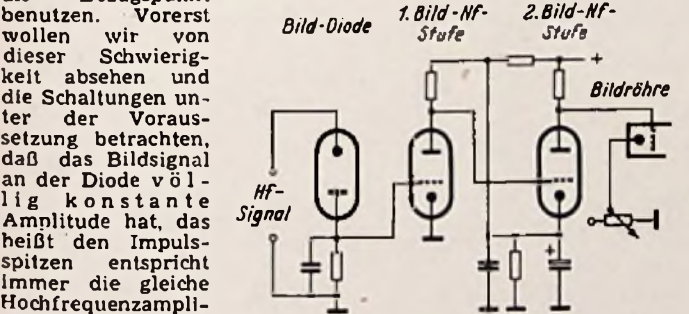 benutzen. Vorerst
wollen wir von
dieser Schwierig-
keit absehen und
die Schaltungen un-
ter der Voraus-
setzung betrachten,
daß das Bildsignal
an der Diode völ-
lig konstante
Amplitude hat, das
heißt den Impuls-
spitzen entspricht
immer die gleiche
Hochfrequenzampli-
Bild-Diode
1. Bild-Nf-
Stufe
2. Bild-Nf-
Stufe
+
Bildröhre
Hf-
Signal
+